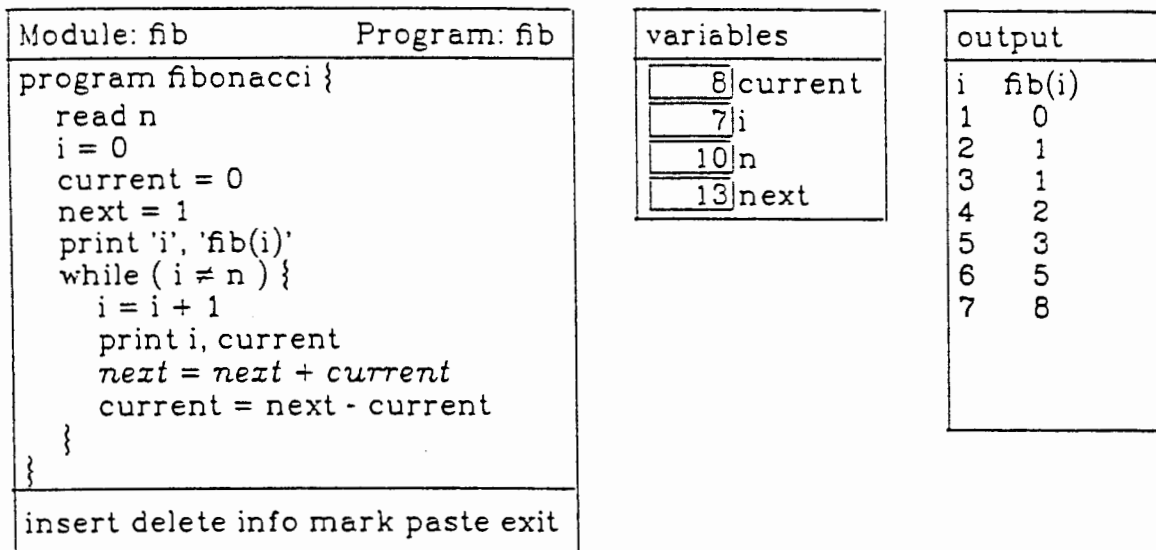 Module: fib Program: fib
program fibonacci {
read n
i = 0
current = 0
next = 1
print 'i', 'fib(i)'
while ( i ≠ n ) {
i = i + 1
print i, current
next = next + current
current = next - current
}
}
insert delete info mark paste exit
variables
8 current
7 i
10 n
13 next
output
i fib(i)
1 0
2 1
3 1
4 2
5 3
6 5
7 8